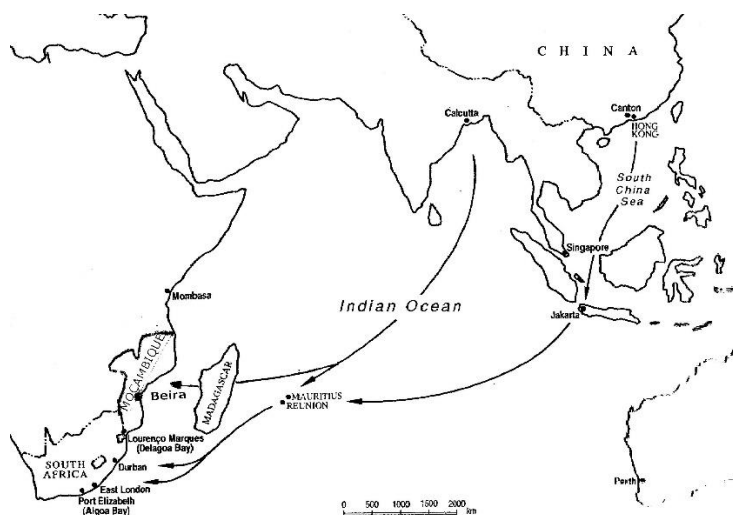 CHINA
Canton
HONG
KONG
Calcutta
South
China
Sea
Singapore
Jakarta
Indian Ocean
Mombasa
MOÇAMBIQUE
Beira
MADAGASCAR
MAURITIUS
REUNION
Lourenço Marques
(Delagoa Bay)
SOUTH
AFRICA
Durban
East London
Port Elizabeth
(Algoa Bay)
Perth
0 500 1000 1500 2000
km